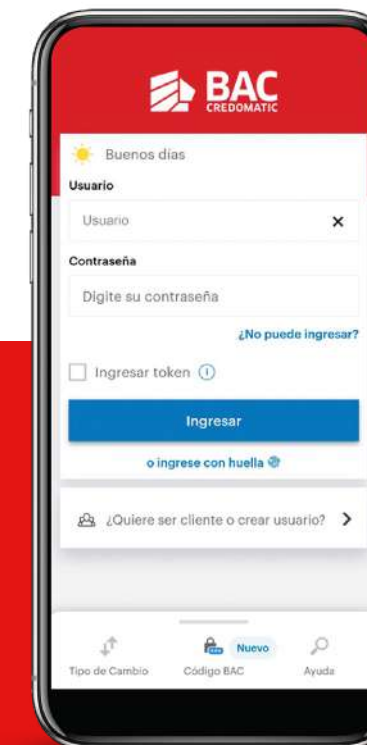 BAC
CREDOMATIC
Buenos días
Usuario
Usuario
Contraseña
Digite su contraseña
¿No puede ingresar?
Ingresar token
Ingresar
o ingrese con huella
¿Quiere ser cliente o crear usuario?
Nuevo
Tipo de Cambio Código BAC Ayuda